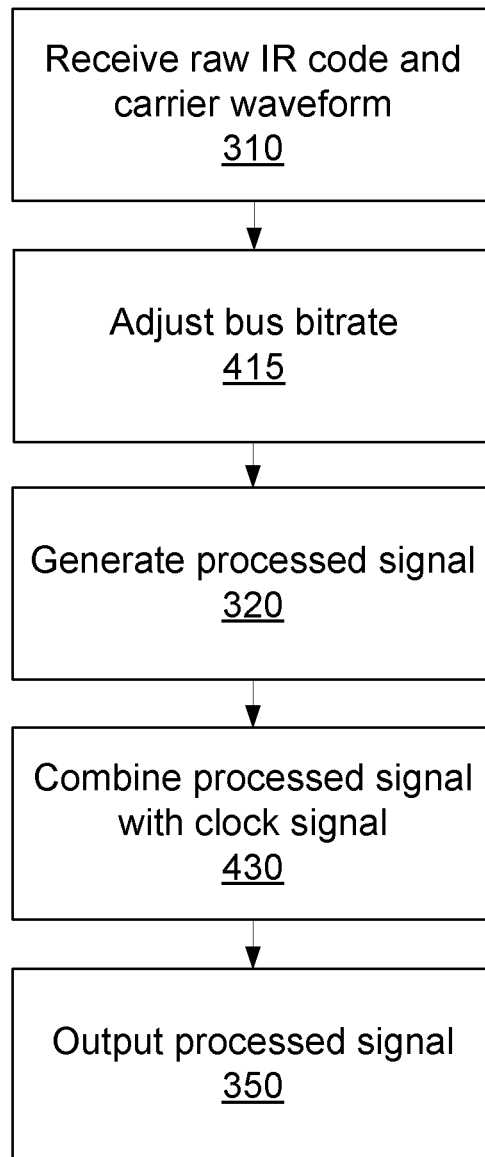 Receive raw IR code and
carrier waveform
310
Adjust bus bitrate
415
Generate processed signal
320
Combine processed signal
with clock signal
430
Output processed signal
350